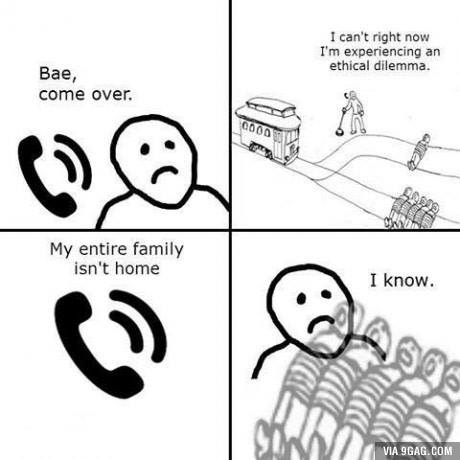 Bae,
come over.
I can't right now
I'm experiencing an
ethical dilemma.
My entire family
isn't home
I know.
VIA 9GAG.COM